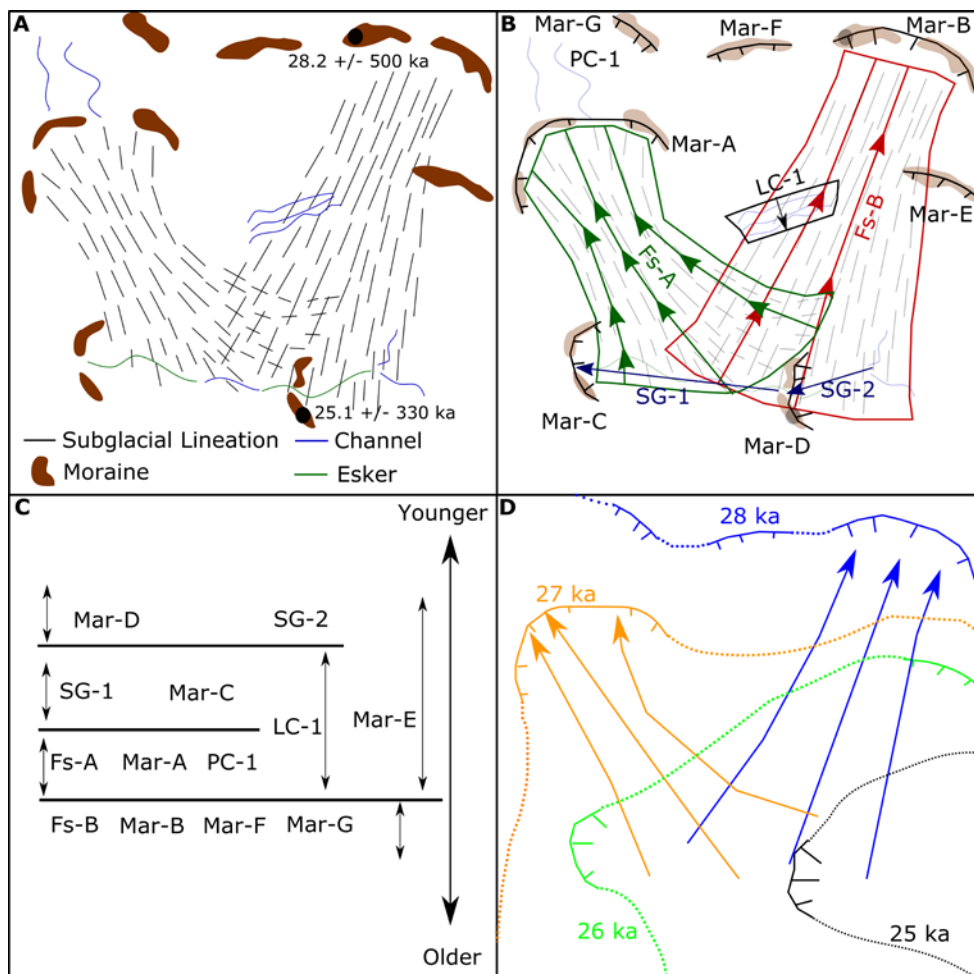 A
28.2 +/- 500 ka
25.1 +/- 330 ka
Subglacial Lineation
Channel
Moraine
Esker
B
Mar-G
Mar-B
Mar-F
PC-1
Mar-A
LC-1
Mar-E
Fs-B
Fs-A
SG-1
SG-2
Mar-C
Mar-D
C
Younger
Mar-D
SG-2
SG-1
Mar-C
LC-1
Mar-E
Fs-A
Mar-A
PC-1
Fs-B
Mar-B
Mar-F
Mar-G
Older
D
28 ka
27 ka
26 ka
25 ka